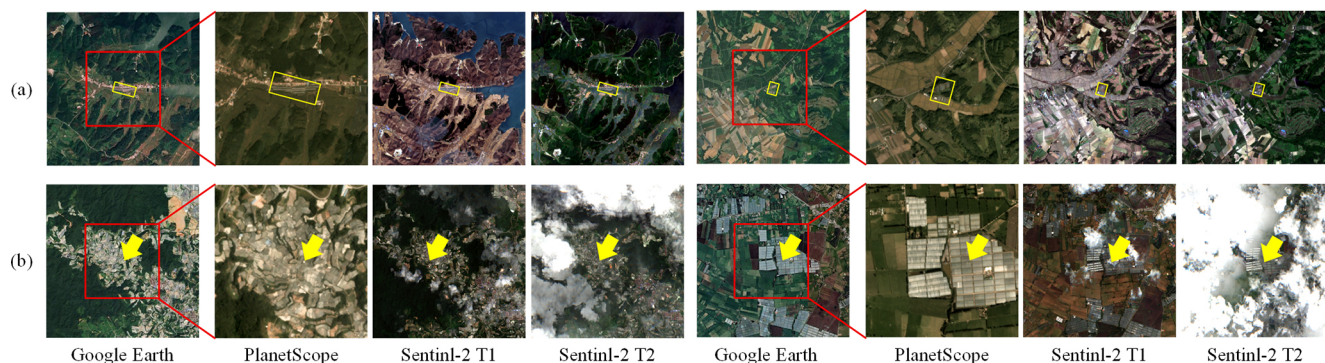 (a)
(b)
Google Earth PlanetScope Sentinl-2 T1 Sentinl-2 T2 Google Earth PlanetScope Sentinl-2 T1 Sentinl-2 T2